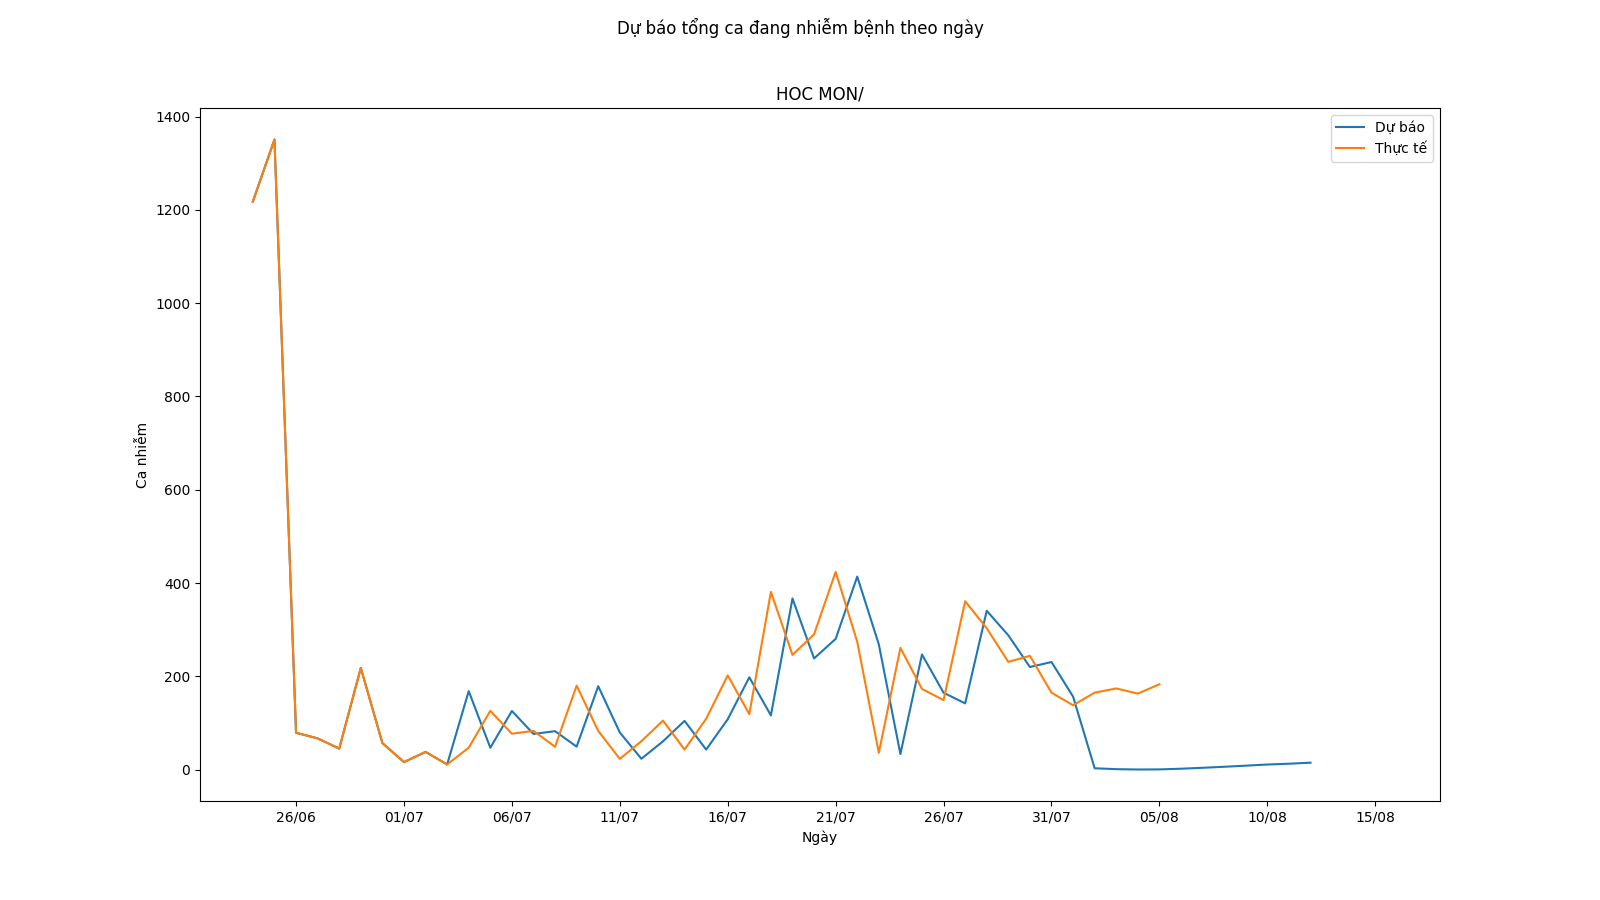 Dự báo tổng ca đang nhiễm bệnh theo ngày
HOC MON/
Dự báo
Thực tế
1400
1200
1000
800
600
400
200
0
Ca nhiễm
26/06 01/07 06/07 11/07 16/07 21/07 26/07 31/07 05/08 10/08 15/08
Ngày